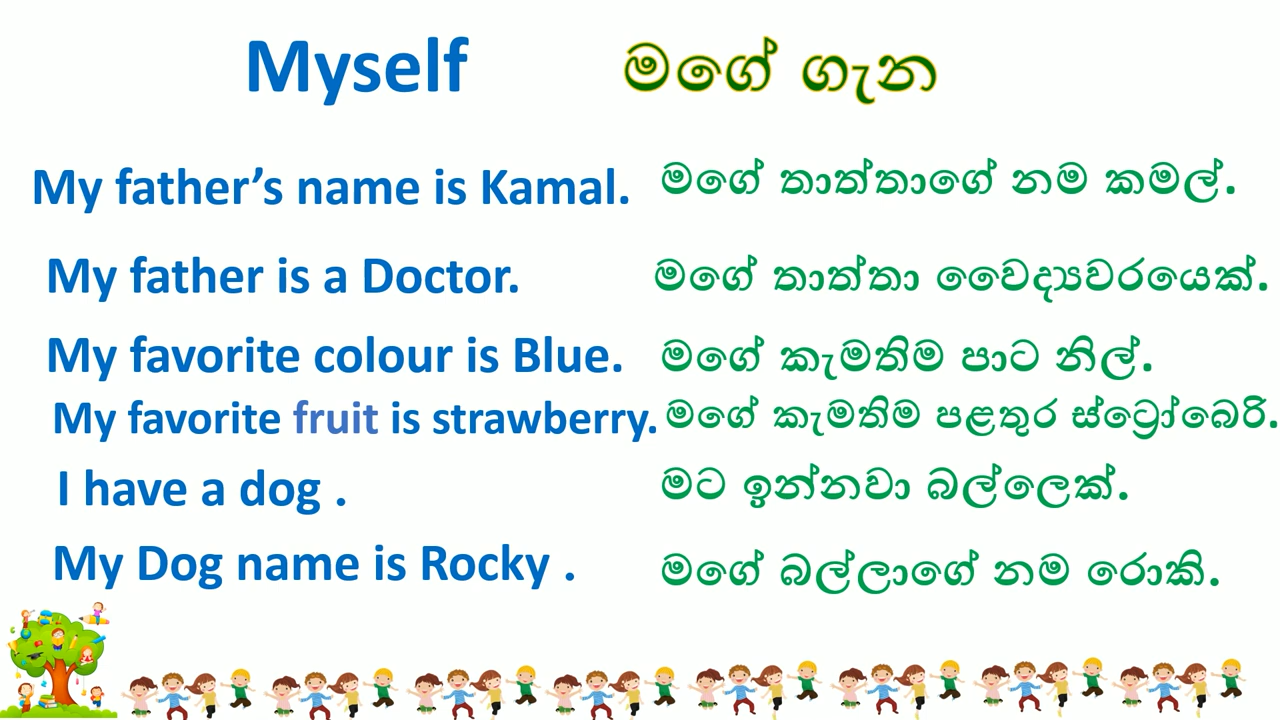 Myself මගේ ගැන
My father’s name is Kamal. මගේ තාත්තාගේ නම කමල්.
My father is a Doctor. මගේ තාත්තා වෛද්‍යවරයෙක්.
My favorite colour is Blue. මගේ කැමතිම පාට නිල්.
My favorite fruit is strawberry. මගේ කැමතිම පළතුර ස්ට්‍රෝබෙරි.
I have a dog . මට ඉන්නවා බල්ලෙක්.
My Dog name is Rocky . මගේ බල්ලාගේ නම රොකි.